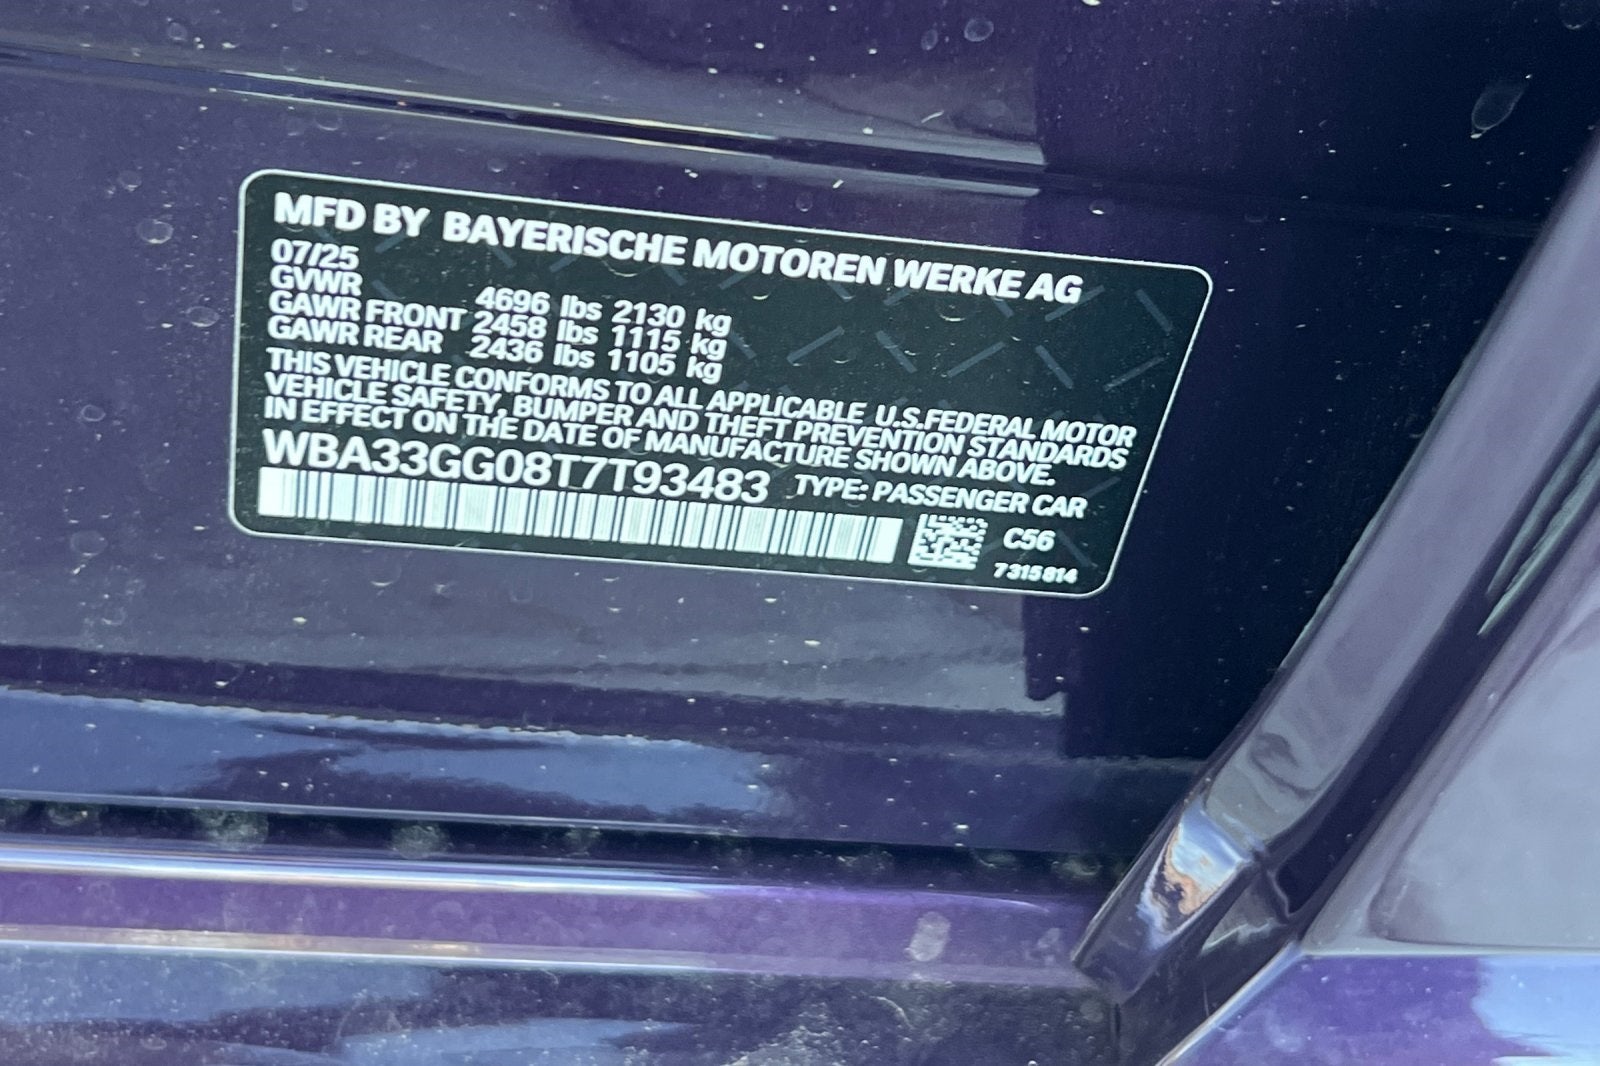 MFD BY BAYERISCHE MOTOREN WERKE AG
07/25
GVWR 4696 lbs 2130 kg
GAWR FRONT 2458 lbs 1115 kg
GAWR REAR 2436 lbs 1105 kg
THIS VEHICLE CONFORMS TO ALL APPLICABLE U.S.FEDERAL MOTOR
VEHICLE SAFETY, BUMPER AND THEFT PREVENTION STANDARDS
IN EFFECT ON THE DATE OF MANUFACTURE SHOWN ABOVE.
WBA33GG08T7T93483 TYPE: PASSENGER CAR
C56
7315814